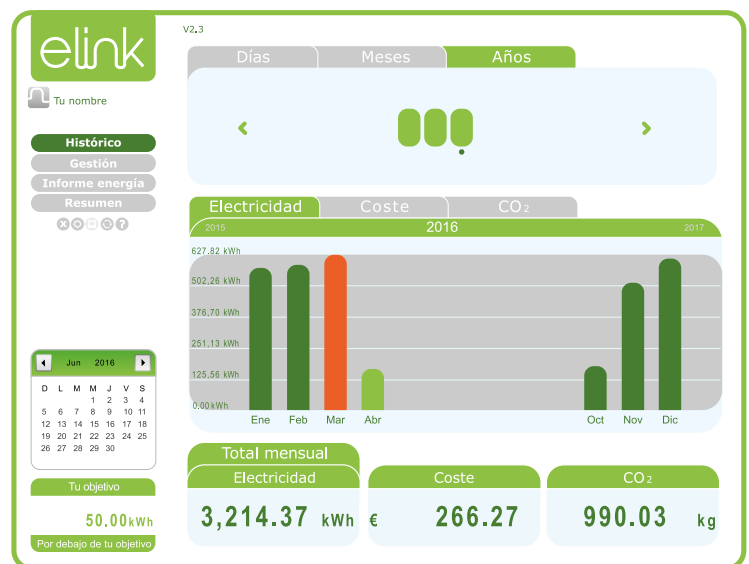 elink
V2.3
Tu nombre
Histórico
Gestión
Informe energía
Resumen
Días Meses Años
Electricidad Coste CO2
2015 2016 2017
627.82 kWh
502,26 kWh
376,70 kWh
251,13 kWh
125,56 kWh
0.00 kWh
Ene Feb Mar Abr Oct Nov Dic
Jun 2016
D L M M J V S
1 2 3 4
5 6 7 8 9 10 11
12 13 14 15 16 17 18
19 20 21 22 23 24 25
26 27 28 29 30
Tu objetivo
50.00kWh
Por debajo de tu objetivo
Total mensual
Electricidad Coste CO2
3,214.37 kWh € 266.27 990.03 kg